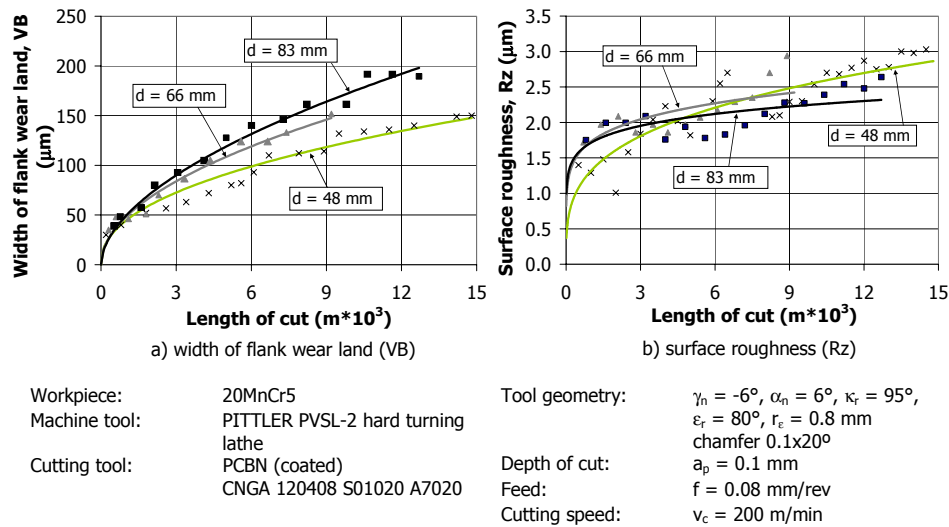 Width of flank wear land, VB
(µm)
250
200
150
100
50
0
0 3 6 9 12 15
d = 83 mm
d = 66 mm
d = 48 mm
Length of cut (m*10³)
a) width of flank wear land (VB)
Surface roughness, Rz (µm)
3.5
3.0
2.5
2.0
1.5
1.0
0.5
0.0
0 3 6 9 12 15
d = 66 mm
d = 83 mm
d = 48 mm
Length of cut (m*10³)
b) surface roughness (Rz)
Workpiece: 20MnCr5
Machine tool: PITTLER PVSL-2 hard turning
lathe
Cutting tool: PCBN (coated)
CNGA 120408 S01020 A7020
Tool geometry: γn = -6°, αn = 6°, κr = 95°,
εr = 80°, rε = 0.8 mm
chamfer 0.1x20º
Depth of cut: ap = 0.1 mm
Feed: f = 0.08 mm/rev
Cutting speed: vc = 200 m/min